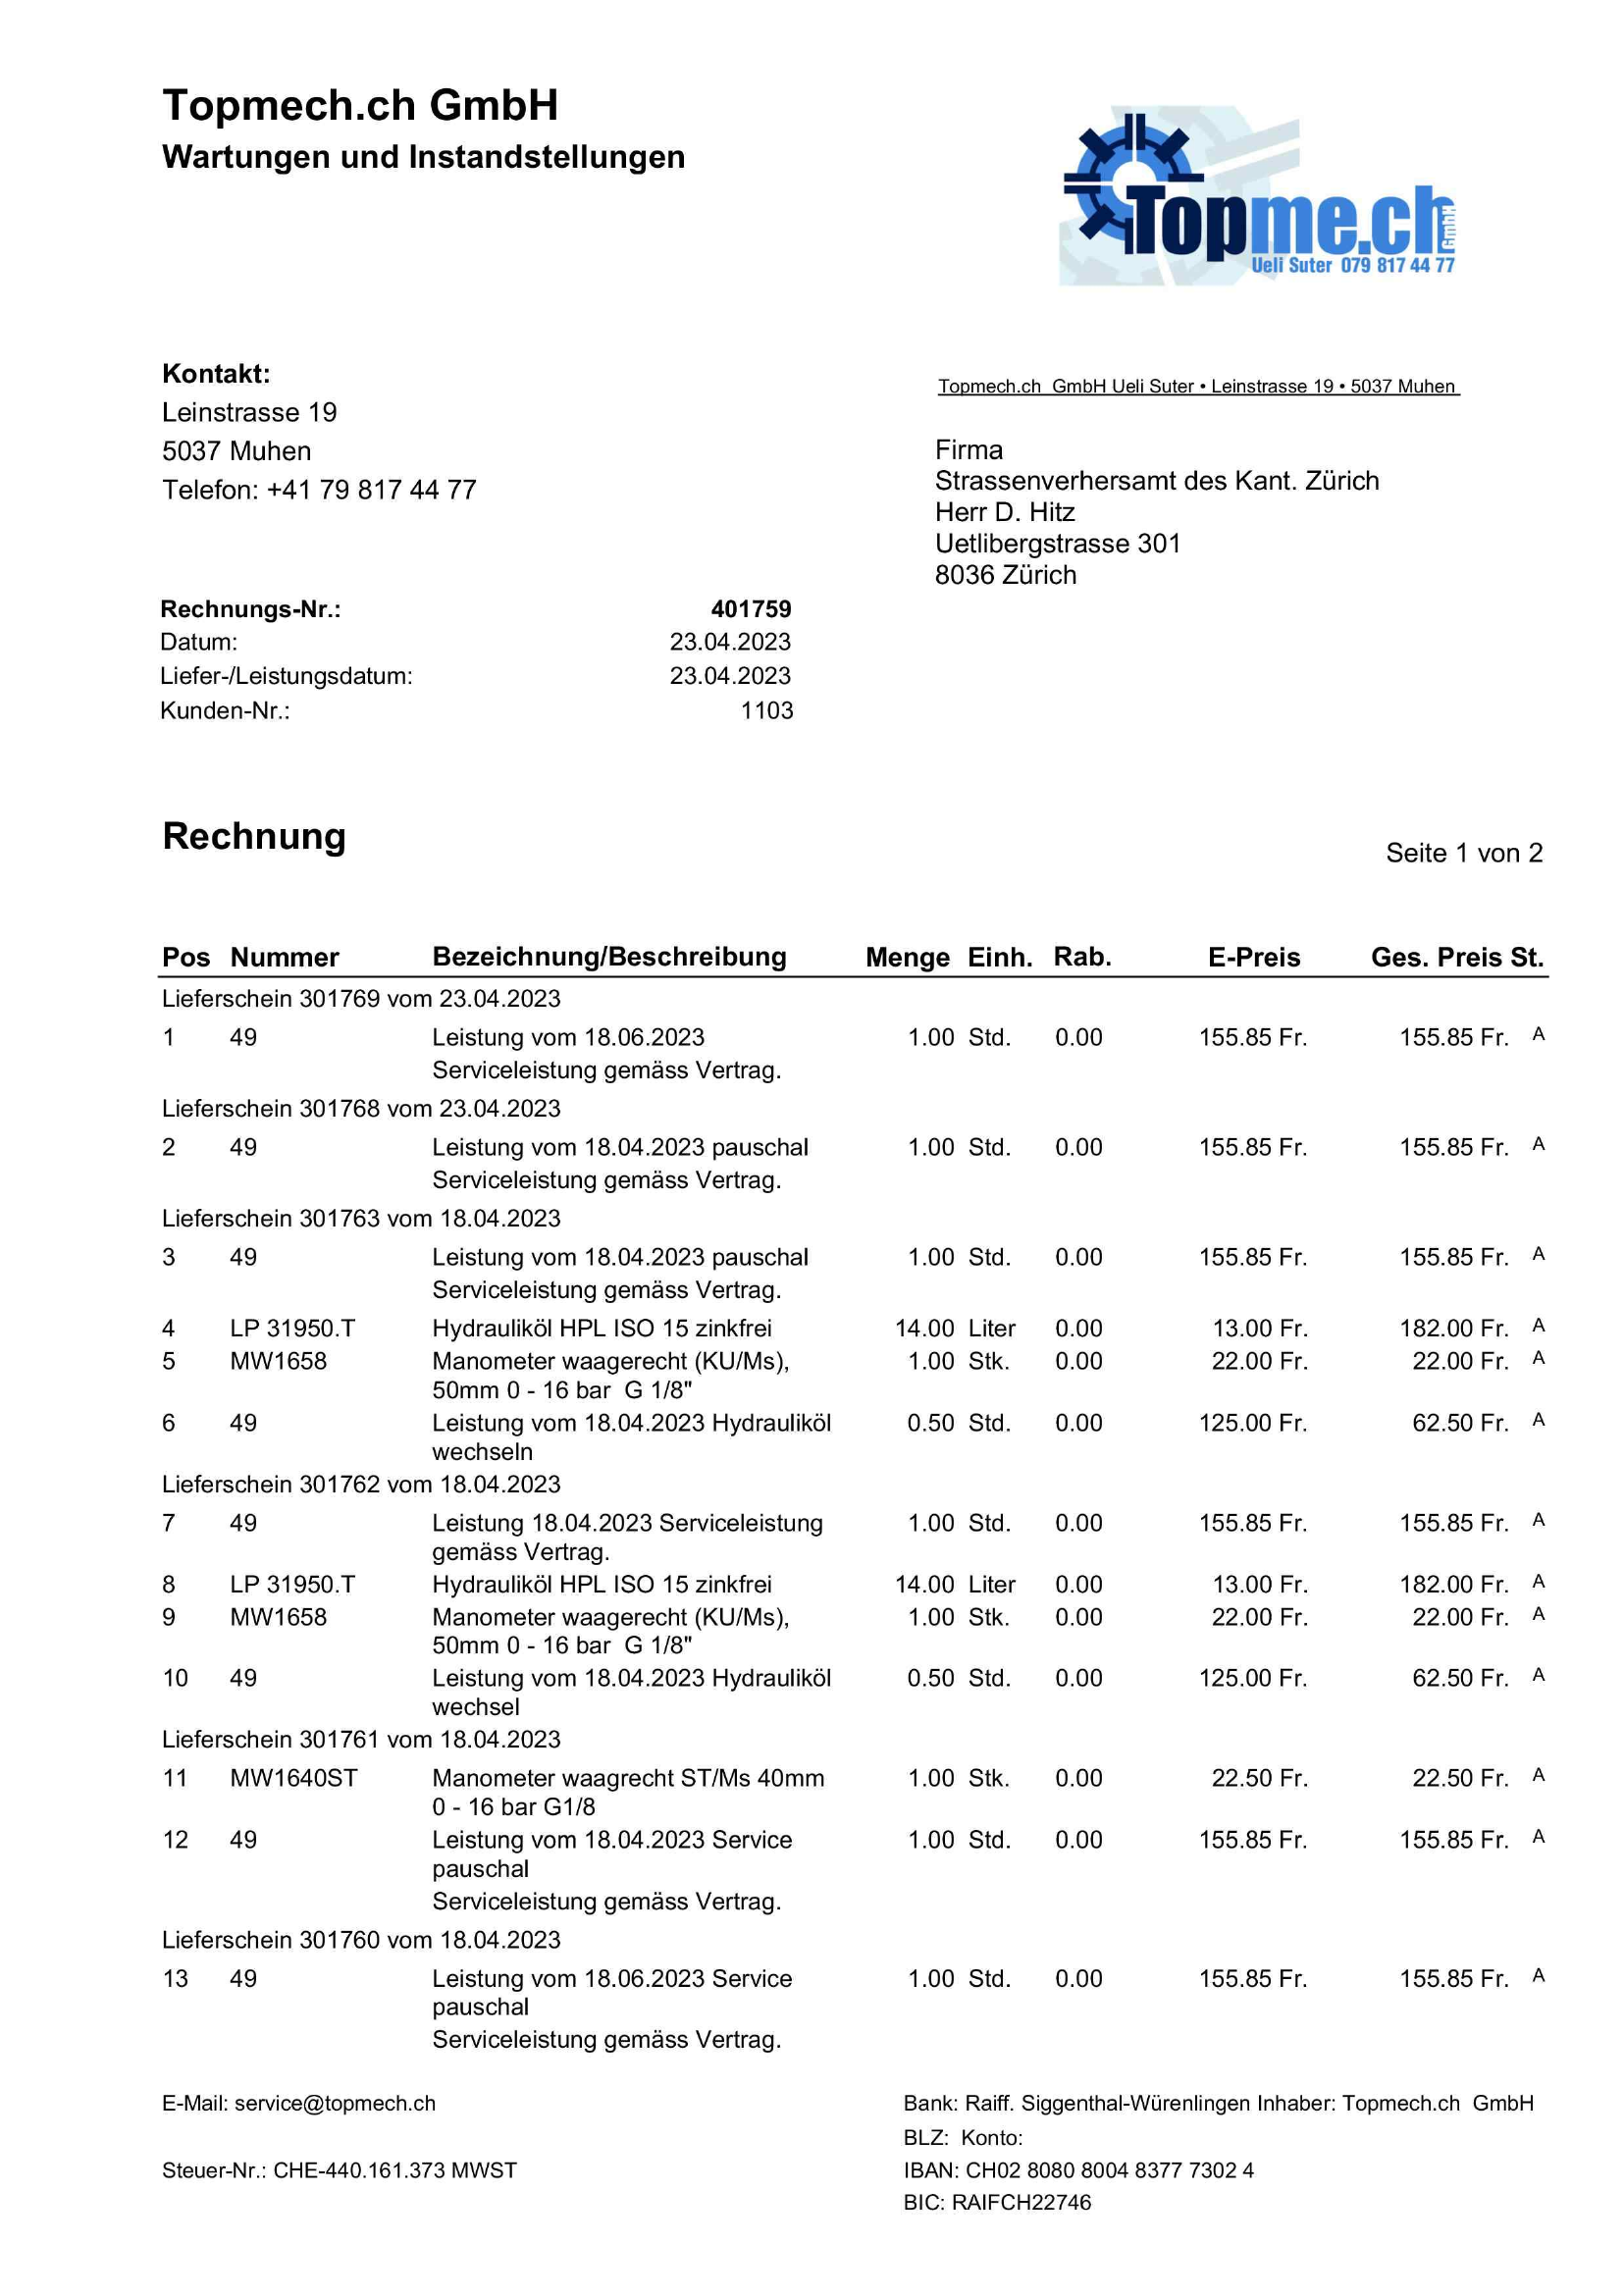 Topmech.ch GmbH
Wartungen und Instandstellungen
Topme.ch GmbH
Ueli Suter 079 817 44 77
Kontakt:
Leinstrasse 19
5037 Muhen
Telefon: +41 79 817 44 77
Topmech.ch GmbH Ueli Suter • Leinstrasse 19 • 5037 Muhen
Firma
Strassenverhersamt des Kant. Zürich
Herr D. Hitz
Uetlibergstrasse 301
8036 Zürich
Rechnungs-Nr.: 401759
Datum: 23.04.2023
Liefer-/Leistungsdatum: 23.04.2023
Kunden-Nr.: 1103
Rechnung
Seite 1 von 2
Pos Nummer Bezeichnung/Beschreibung Menge Einh. Rab. E-Preis Ges. Preis St.
Lieferschein 301769 vom 23.04.2023
1 49 Leistung vom 18.06.2023 1.00 Std. 0.00 155.85 Fr. 155.85 Fr. A
Serviceleistung gemäss Vertrag.
Lieferschein 301768 vom 23.04.2023
2 49 Leistung vom 18.04.2023 pauschal 1.00 Std. 0.00 155.85 Fr. 155.85 Fr. A
Serviceleistung gemäss Vertrag.
Lieferschein 301763 vom 18.04.2023
3 49 Leistung vom 18.04.2023 pauschal 1.00 Std. 0.00 155.85 Fr. 155.85 Fr. A
Serviceleistung gemäss Vertrag.
4 LP 31950.T Hydrauliköl HPL ISO 15 zinkfrei 14.00 Liter 0.00 13.00 Fr. 182.00 Fr. A
5 MW1658 Manometer waagerecht (KU/Ms), 1.00 Stk. 0.00 22.00 Fr. 22.00 Fr. A
50mm 0 - 16 bar G 1/8"
6 49 Leistung vom 18.04.2023 Hydrauliköl 0.50 Std. 0.00 125.00 Fr. 62.50 Fr. A
wechseln
Lieferschein 301762 vom 18.04.2023
7 49 Leistung 18.04.2023 Serviceleistung 1.00 Std. 0.00 155.85 Fr. 155.85 Fr. A
gemäss Vertrag.
8 LP 31950.T Hydrauliköl HPL ISO 15 zinkfrei 14.00 Liter 0.00 13.00 Fr. 182.00 Fr. A
9 MW1658 Manometer waagerecht (KU/Ms), 1.00 Stk. 0.00 22.00 Fr. 22.00 Fr. A
50mm 0 - 16 bar G 1/8"
10 49 Leistung vom 18.04.2023 Hydrauliköl 0.50 Std. 0.00 125.00 Fr. 62.50 Fr. A
wechsel
Lieferschein 301761 vom 18.04.2023
11 MW1640ST Manometer waagrecht ST/Ms 40mm 1.00 Stk. 0.00 22.50 Fr. 22.50 Fr. A
0 - 16 bar G1/8
12 49 Leistung vom 18.04.2023 Service 1.00 Std. 0.00 155.85 Fr. 155.85 Fr. A
pauschal
Serviceleistung gemäss Vertrag.
Lieferschein 301760 vom 18.04.2023
13 49 Leistung vom 18.06.2023 Service 1.00 Std. 0.00 155.85 Fr. 155.85 Fr. A
pauschal
Serviceleistung gemäss Vertrag.
E-Mail: service@topmech.ch
Steuer-Nr.: CHE-440.161.373 MWST
Bank: Raiff. Siggenthal-Würenlingen Inhaber: Topmech.ch GmbH
BLZ: Konto:
IBAN: CH02 8080 8004 8377 7302 4
BIC: RAIFCH22746